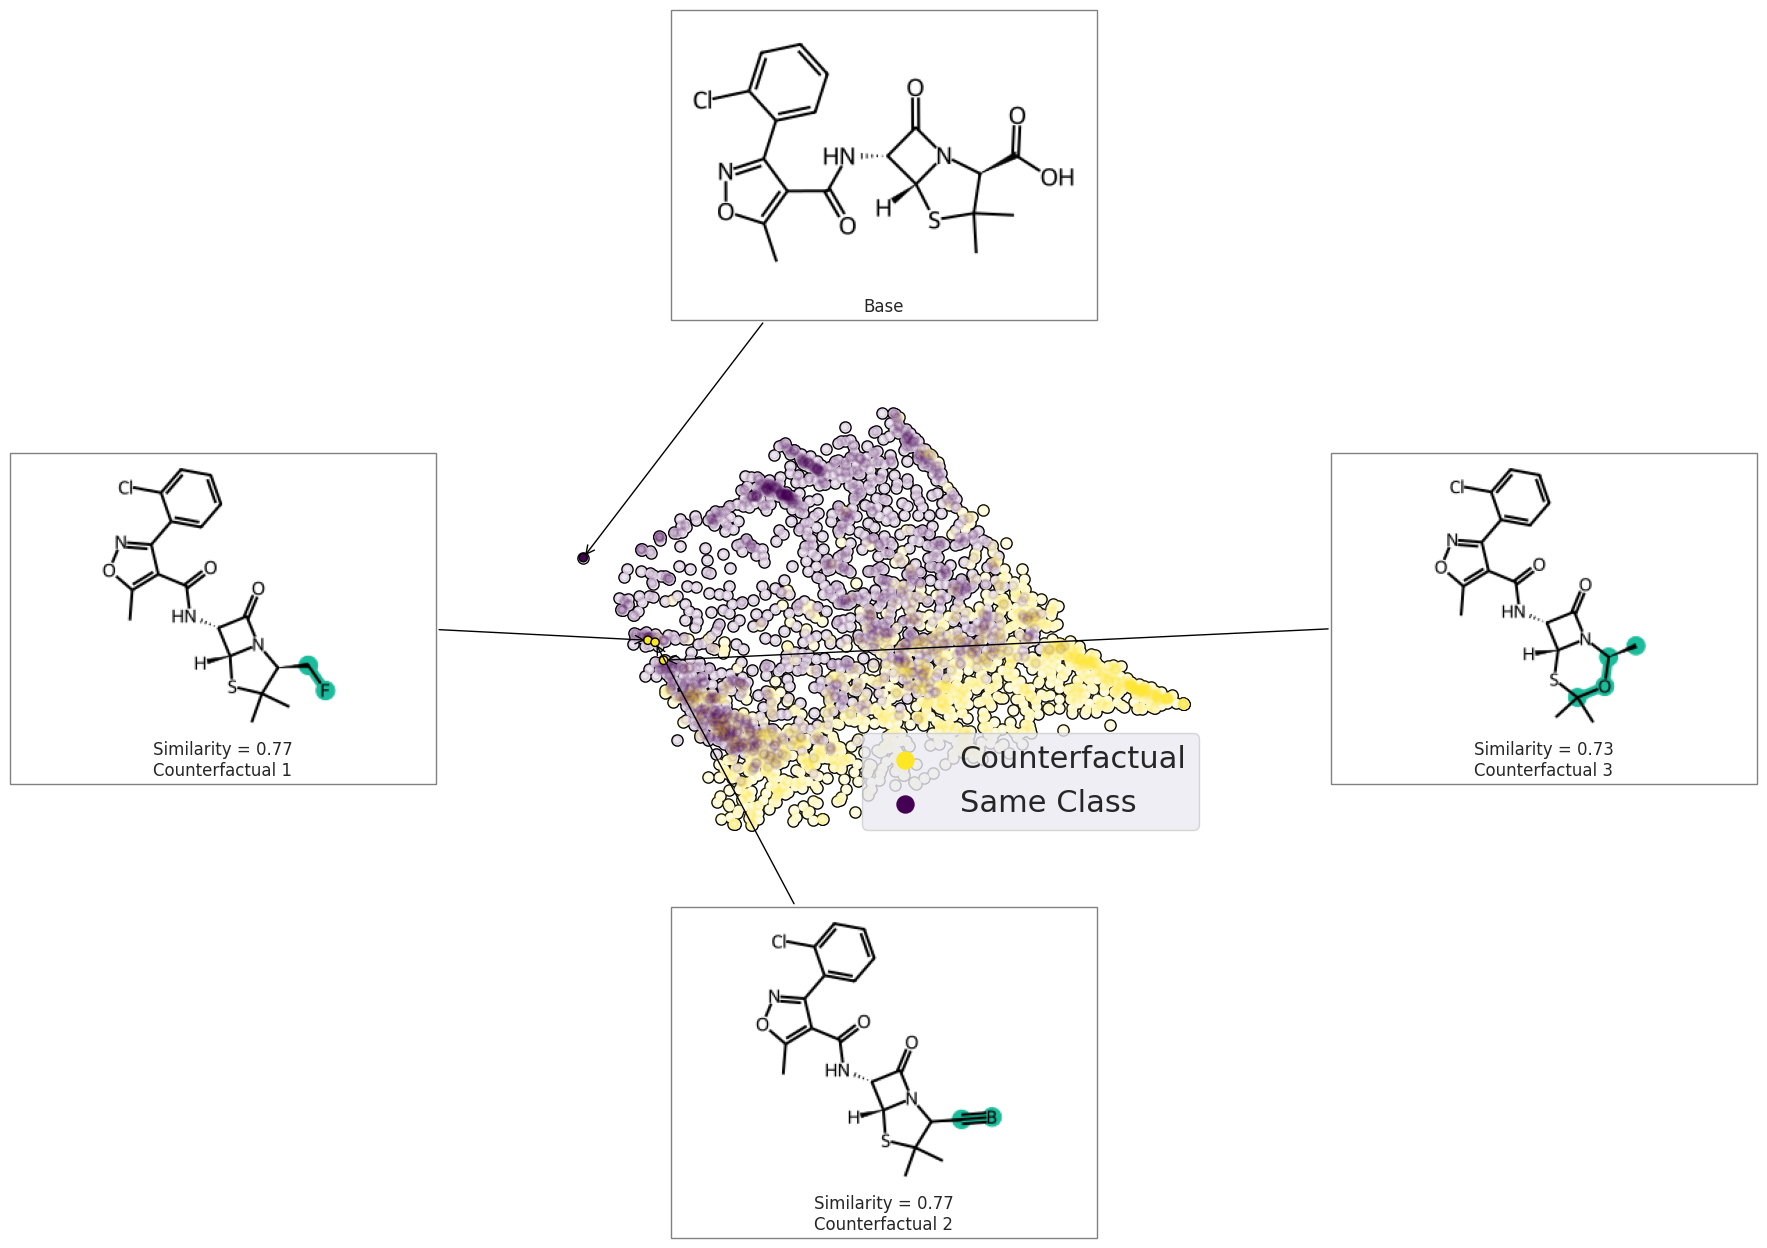 Cl
O
O
N
HN
N
OH
O
H
S
O
Base
Cl
N
O
O
O
HN
N
H
S
F
Similarity = 0.77
Counterfactual 1
Cl
N
O
O
O
HN
N
H
S
O
Similarity = 0.73
Counterfactual 3
Counterfactual
Same Class
Cl
N
O
O
O
HN
N
H
B
S
Similarity = 0.77
Counterfactual 2